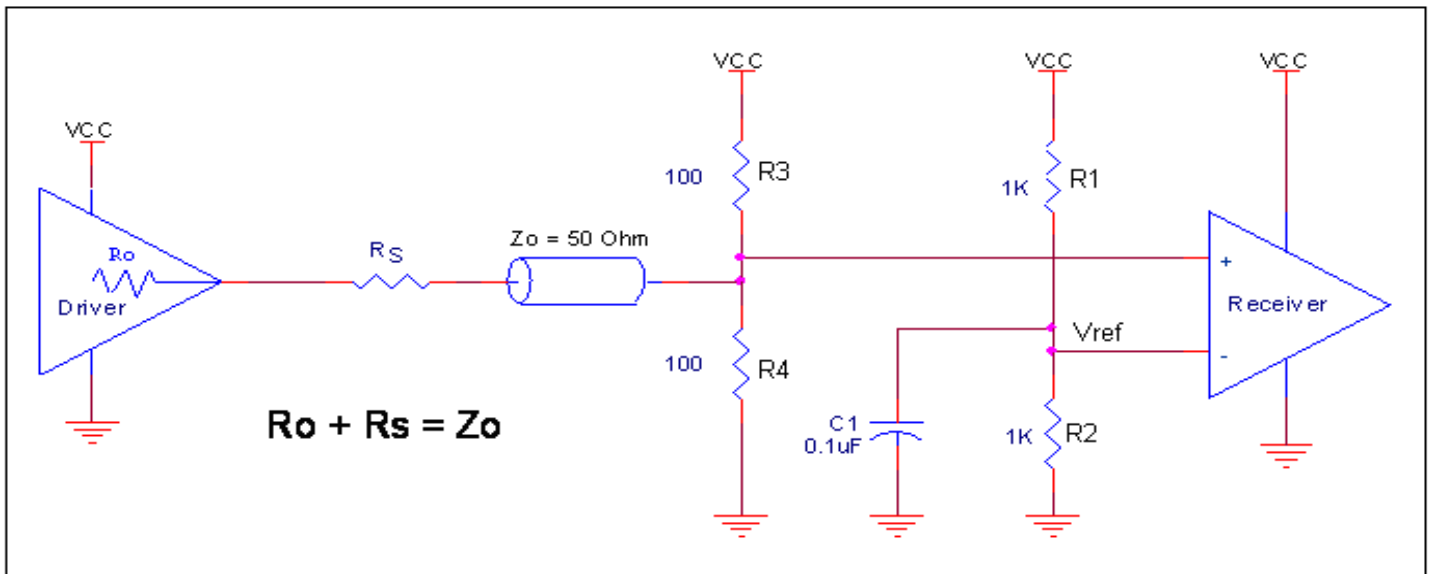 VCC
VCC
VCC
VCC
Ro
Driver
RS
Zo = 50 Ohm
100
R3
100
R4
1K
R1
Vref
C1
0.1uF
1K
R2
+
-
Receiver
Ro + Rs = Zo